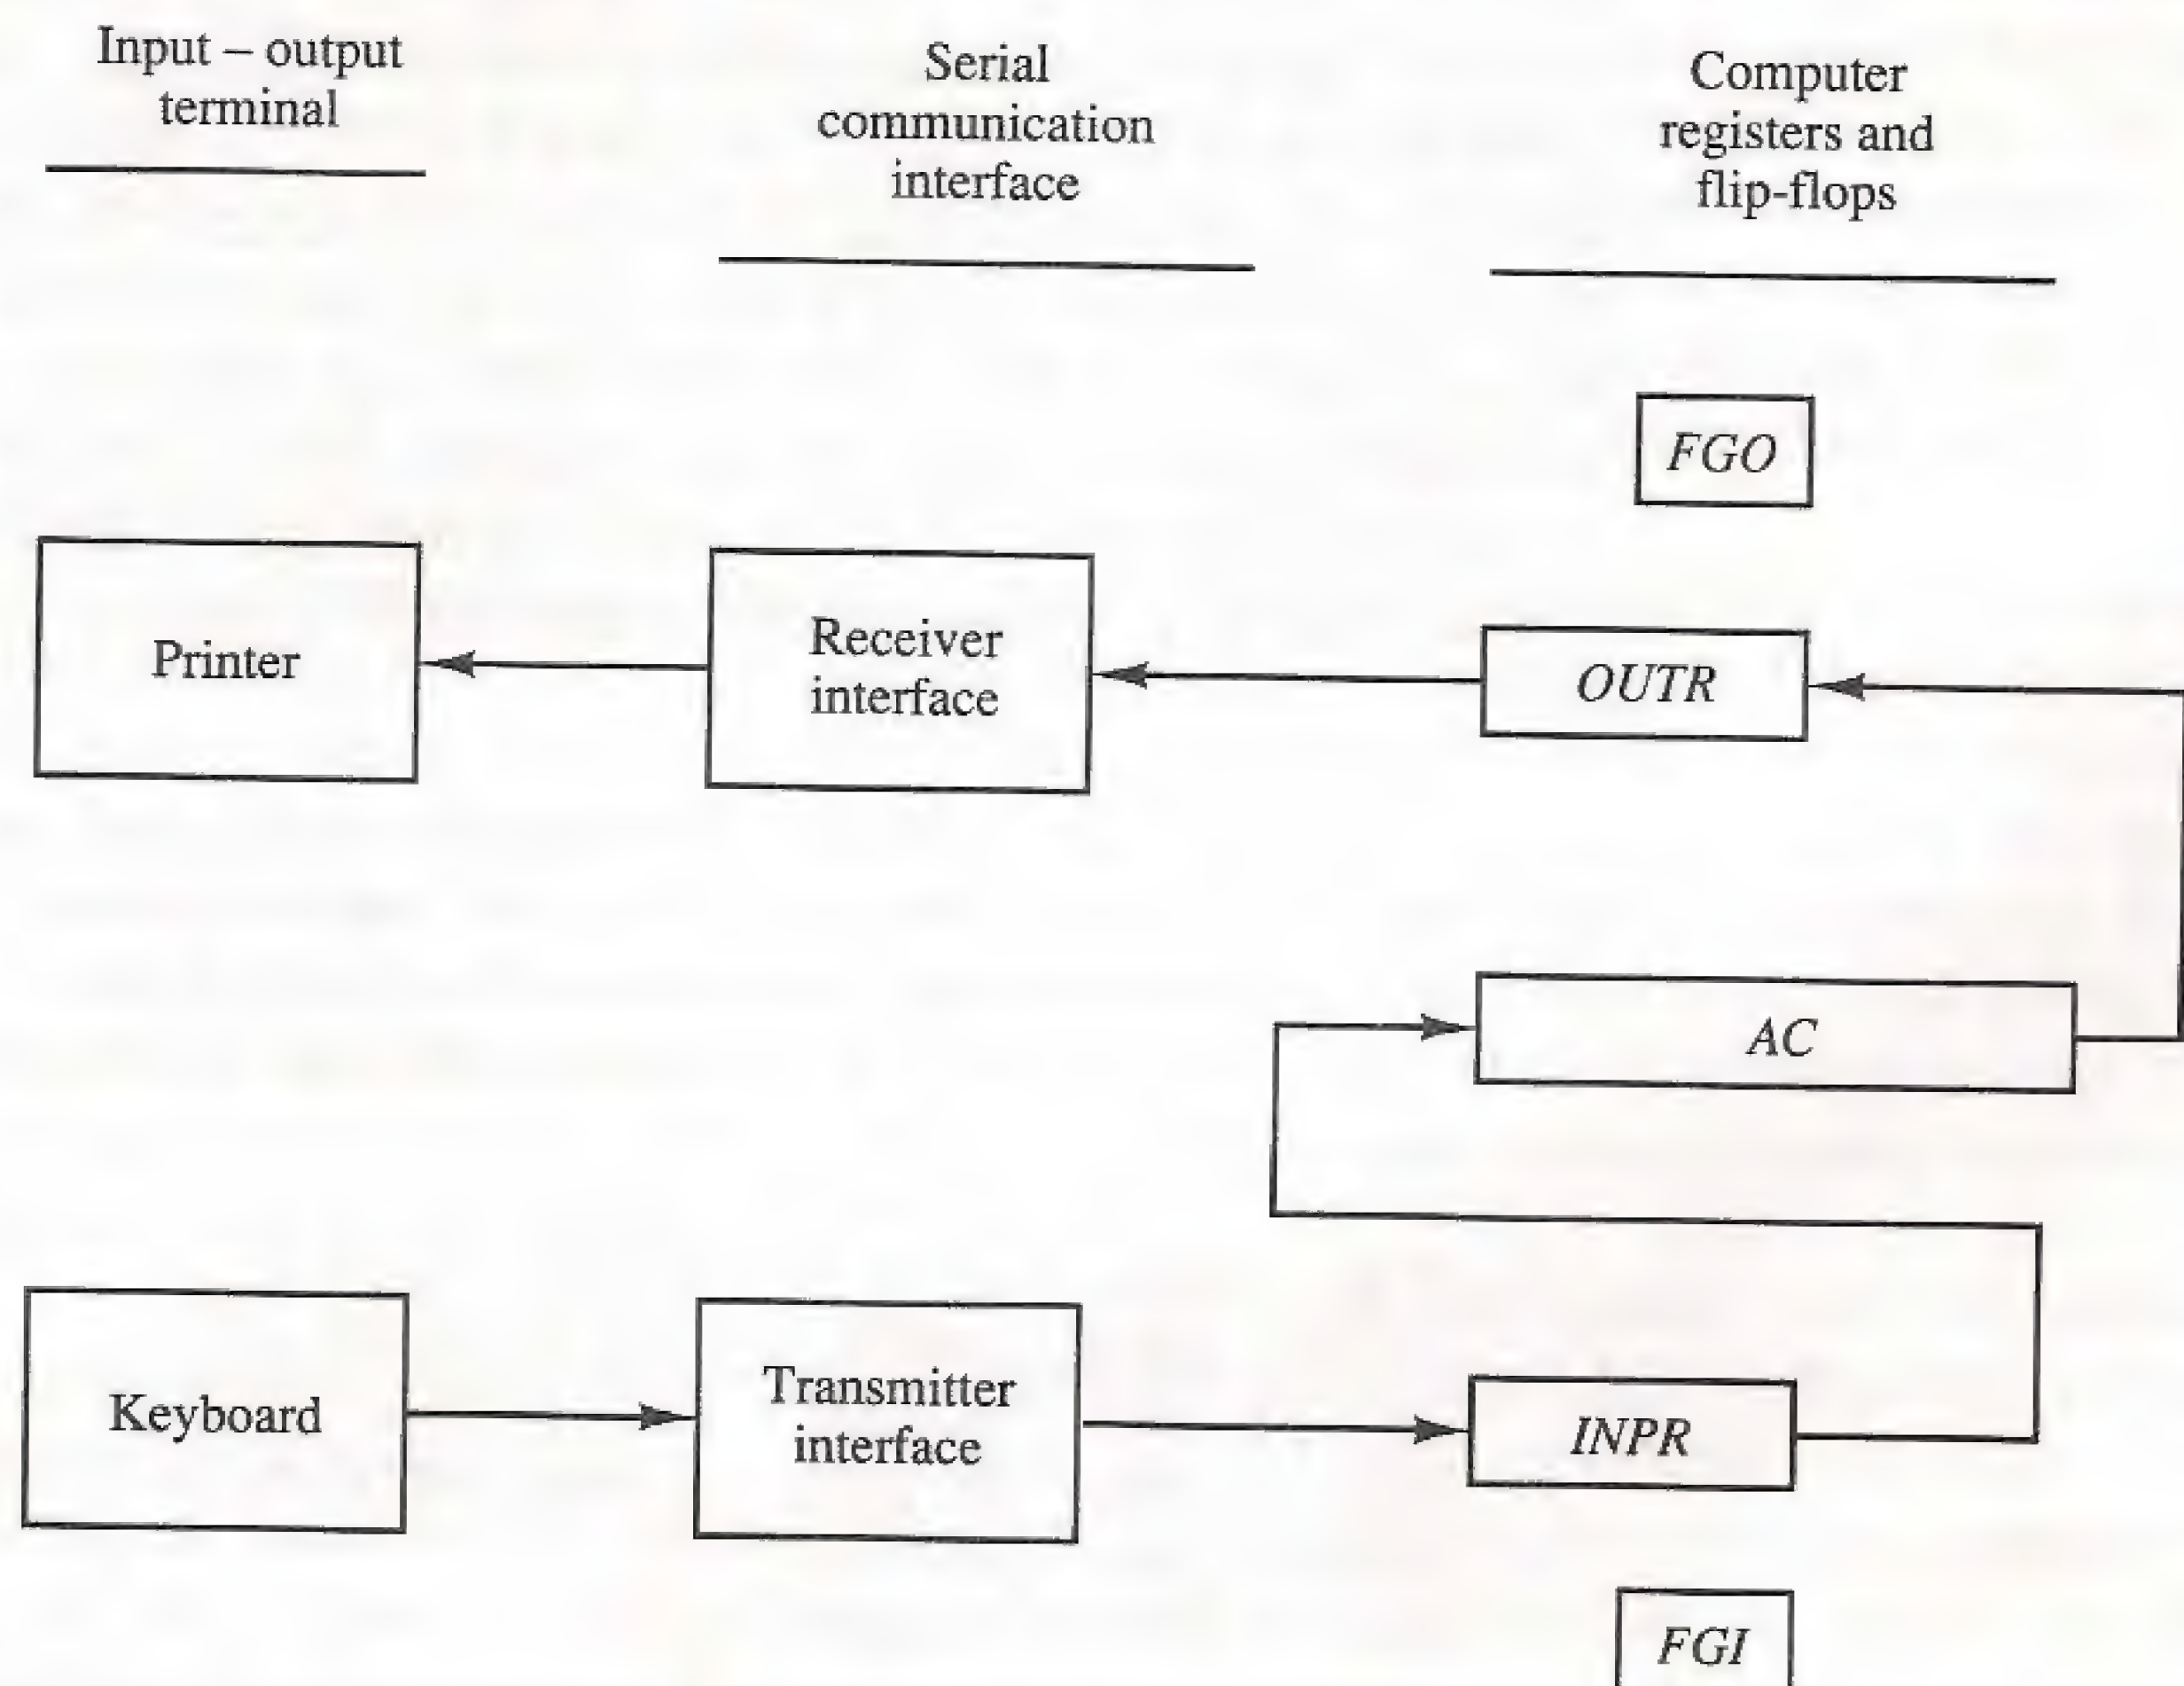 Input – output
terminal
Serial
communication
interface
Computer
registers and
flip-flops
FGO
Printer
Receiver
interface
OUTR
AC
Keyboard
Transmitter
interface
INPR
FGI